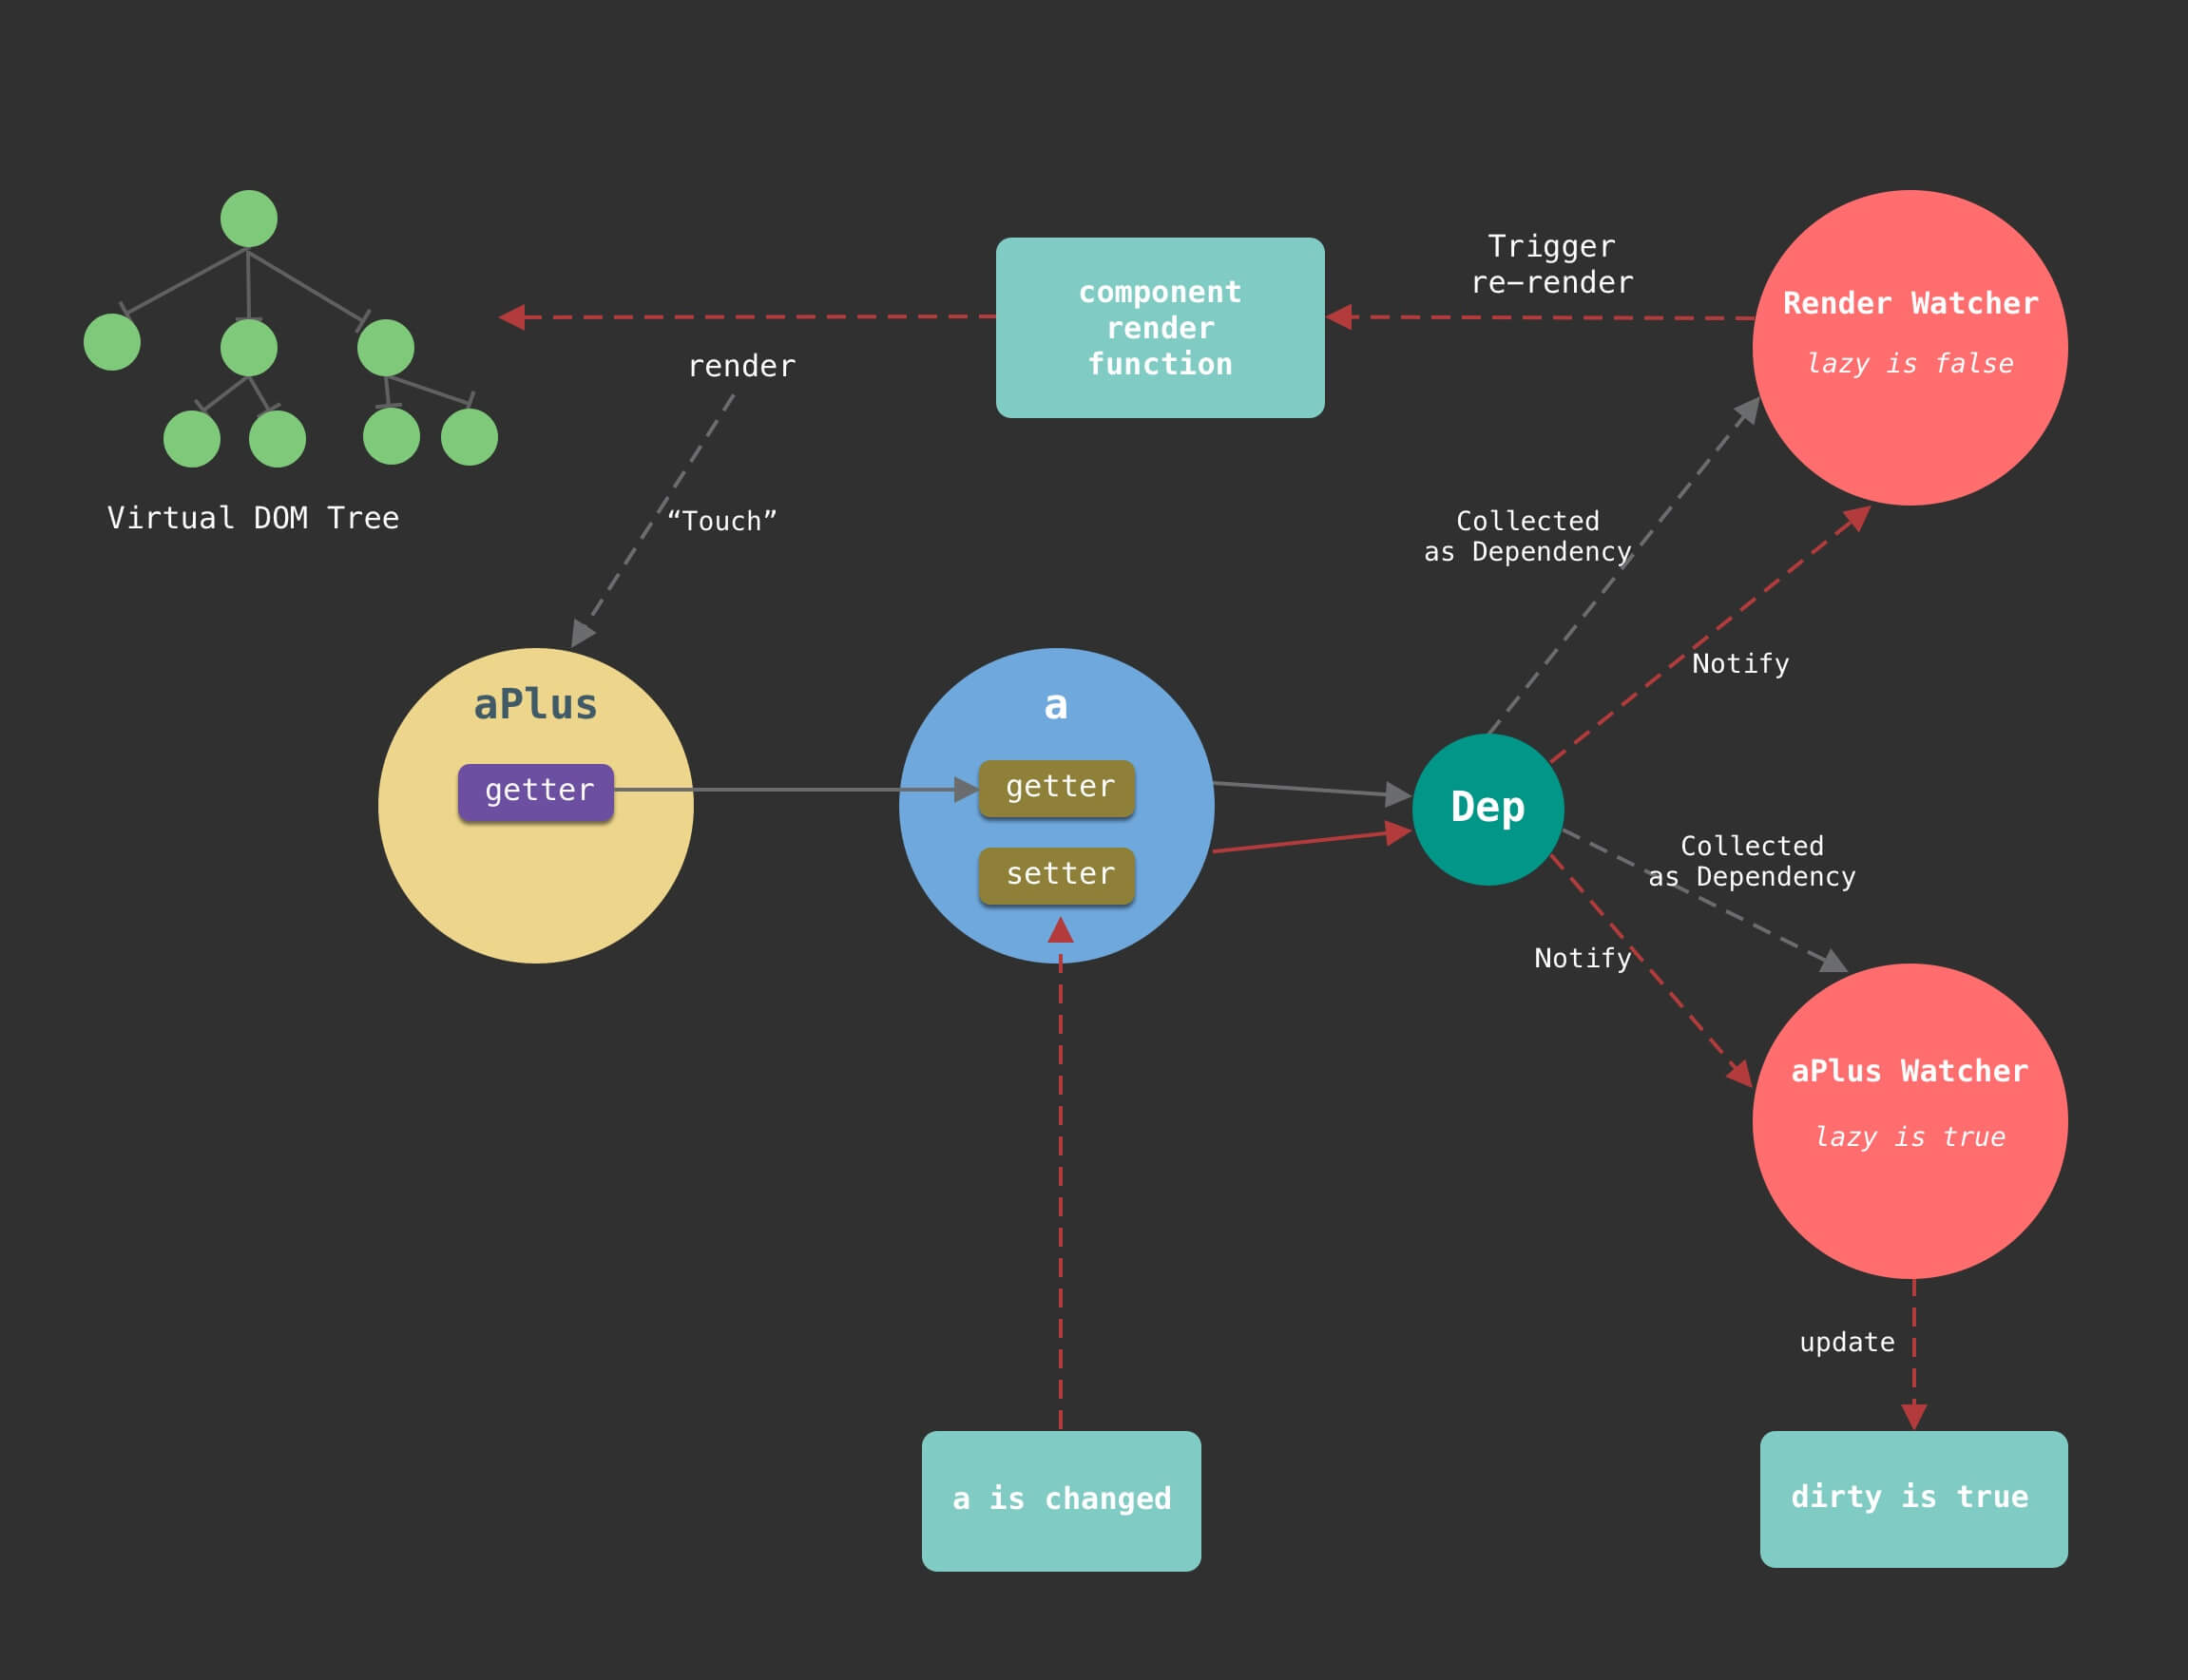 Trigger
re-render
component
render
function
Render Watcher
lazy is false
render
Virtual DOM Tree
“Touch”
Collected
as Dependency
Notify
aPlus
getter
a
getter
setter
Dep
Collected
as Dependency
Notify
aPlus Watcher
lazy is true
update
a is changed
dirty is true